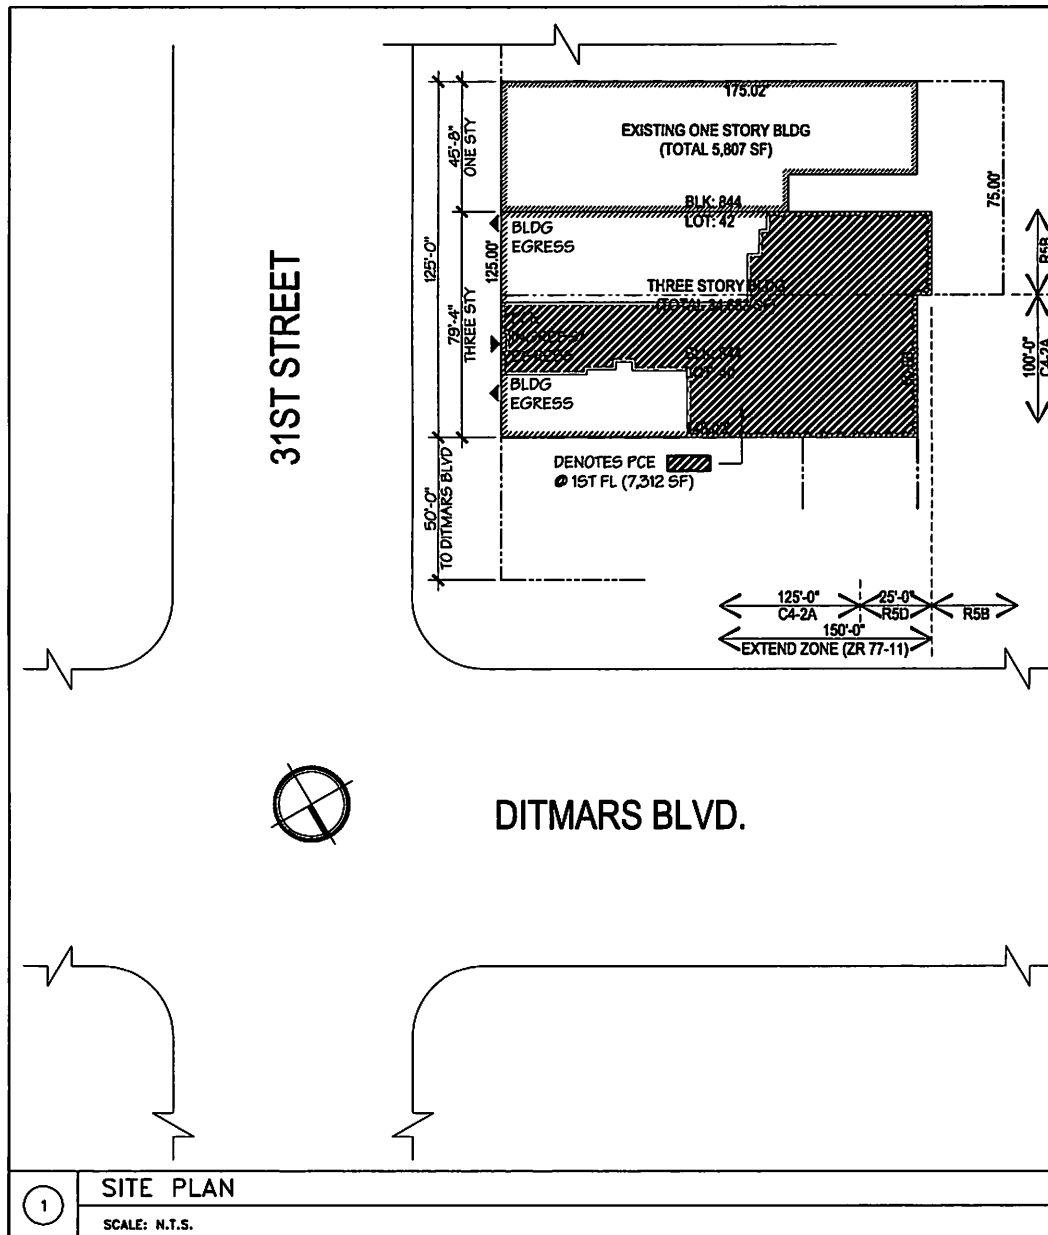 175.02'
EXISTING ONE STORY BLDG
(TOTAL 5,807 SF)
45'-8"
ONE STY
75.00'
BLK: 844
LOT: 42
BLDG
EGRESS
125'-0"
125.00'
R5B
31ST STREET
THREE STORY BLDG
79'-4"
THREE STY
100'-0"
C4-2A
BLDG
EGRESS
DENOTES PCE
@ 1ST FL (7,312 SF)
50'-0"
TO DITMARS BLVD
125'-0"
C4-2A
25'-0"
R5D
R5B
150'-0"
EXTEND ZONE (ZR 77-11)
DITMARS BLVD.
1
SITE PLAN
SCALE: N.T.S.